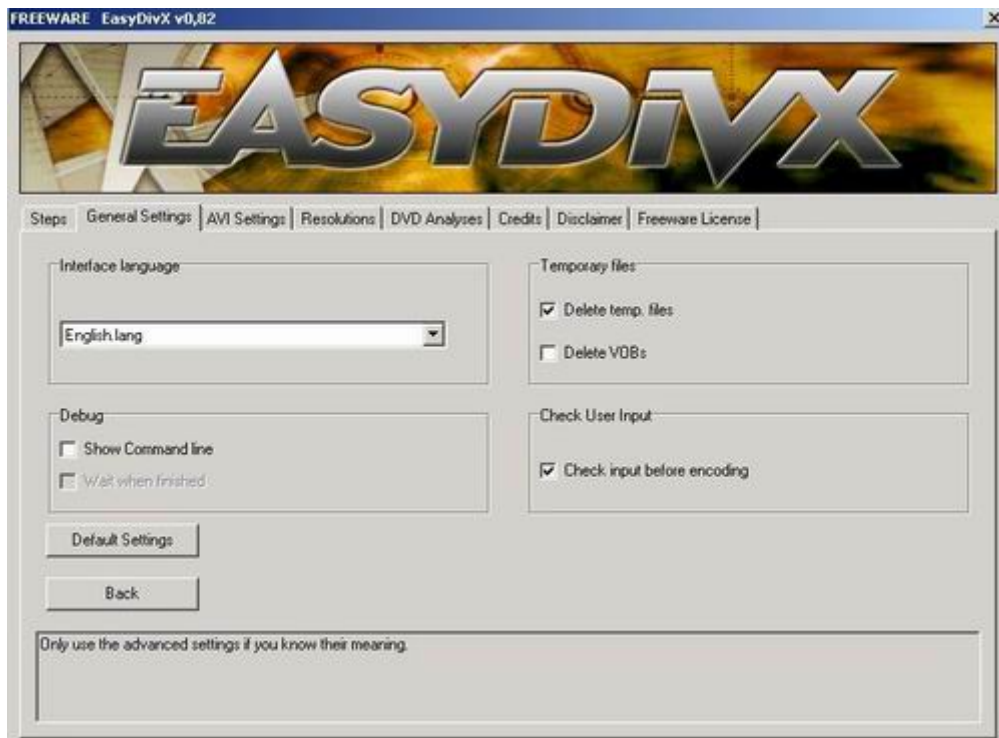 FREEWARE EasyDivX v0,82
EASYDiVX
Steps General Settings AVI Settings Resolutions DVD Analyses Credits Disclaimer Freeware License
Interface language
English.lang
Temporary files
Delete temp. files
Delete VOBs
Debug
Show Command line
Wait when finished
Check User Input
Check input before encoding
Default Settings
Back
Only use the advanced settings if you know their meaning.